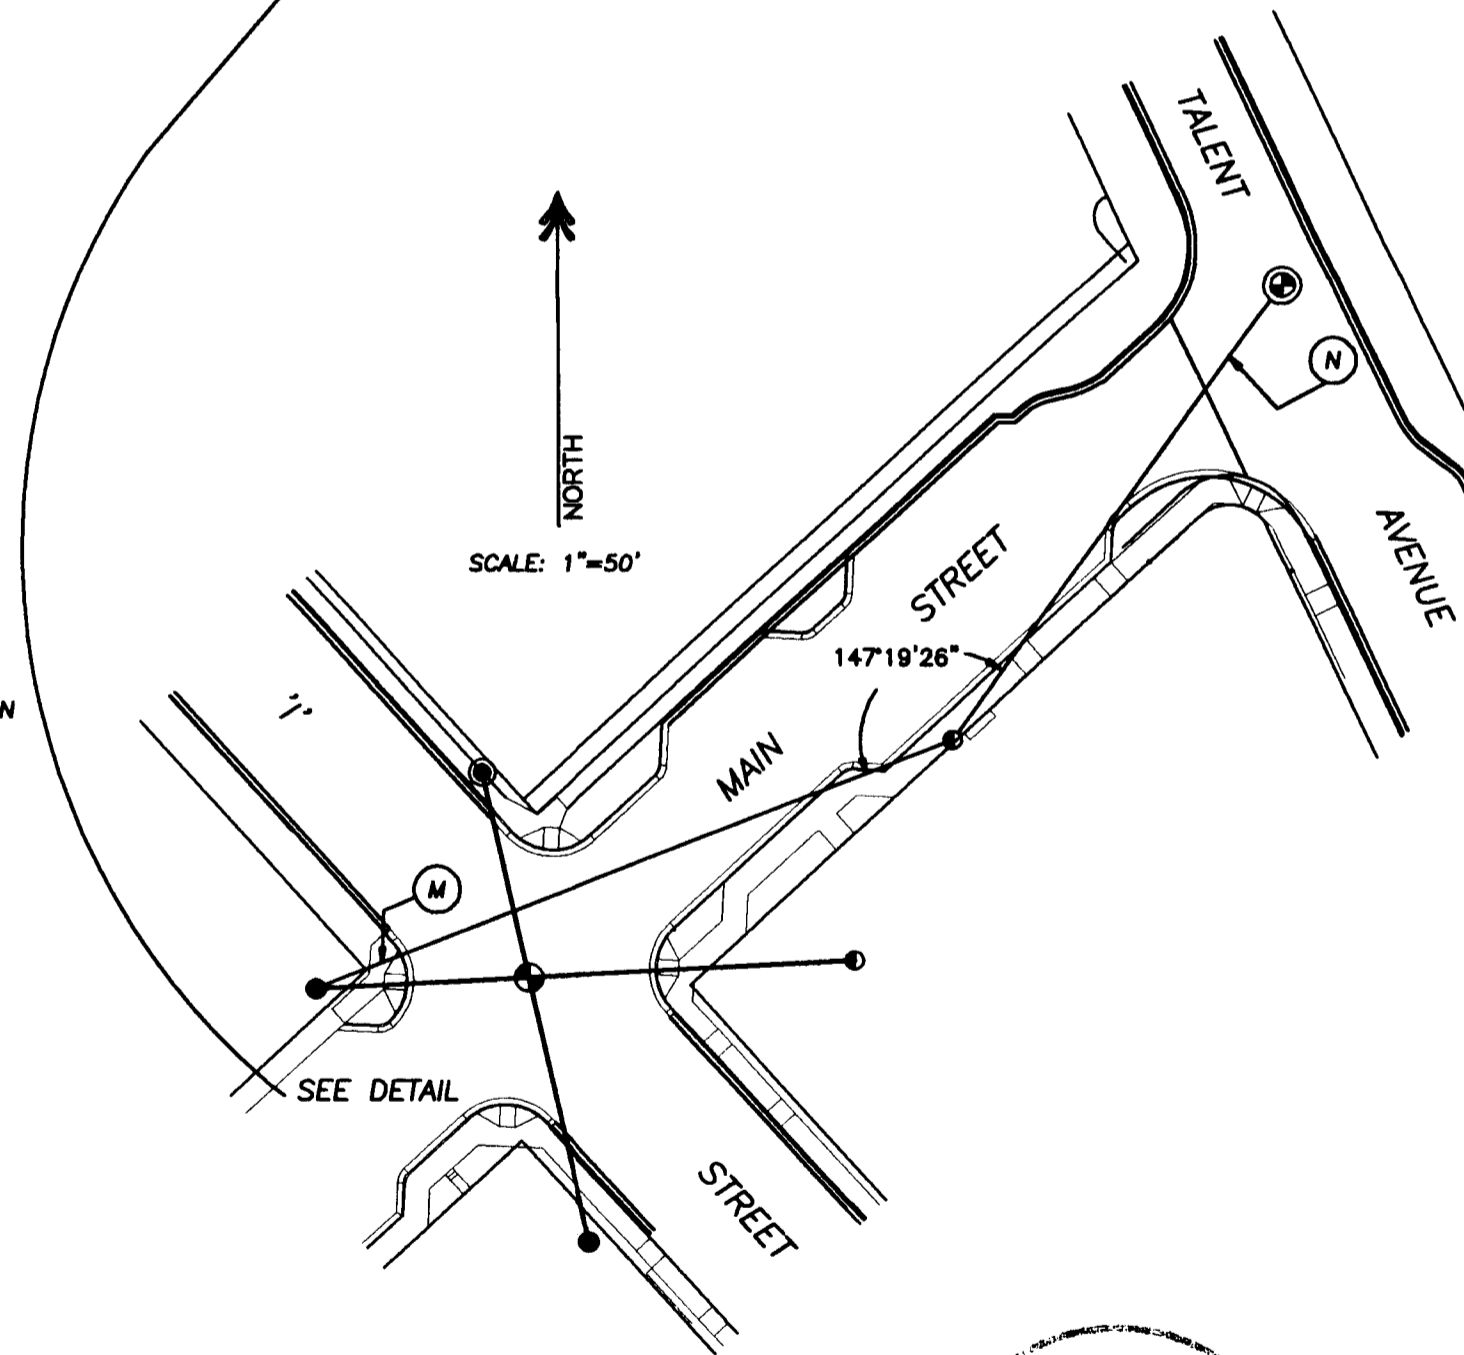 TALENT
N
NORTH
SCALE: 1"=50'
STREET
AVENUE
147°19'26"
N
'I'
MAIN
M
SEE DETAIL
STREET